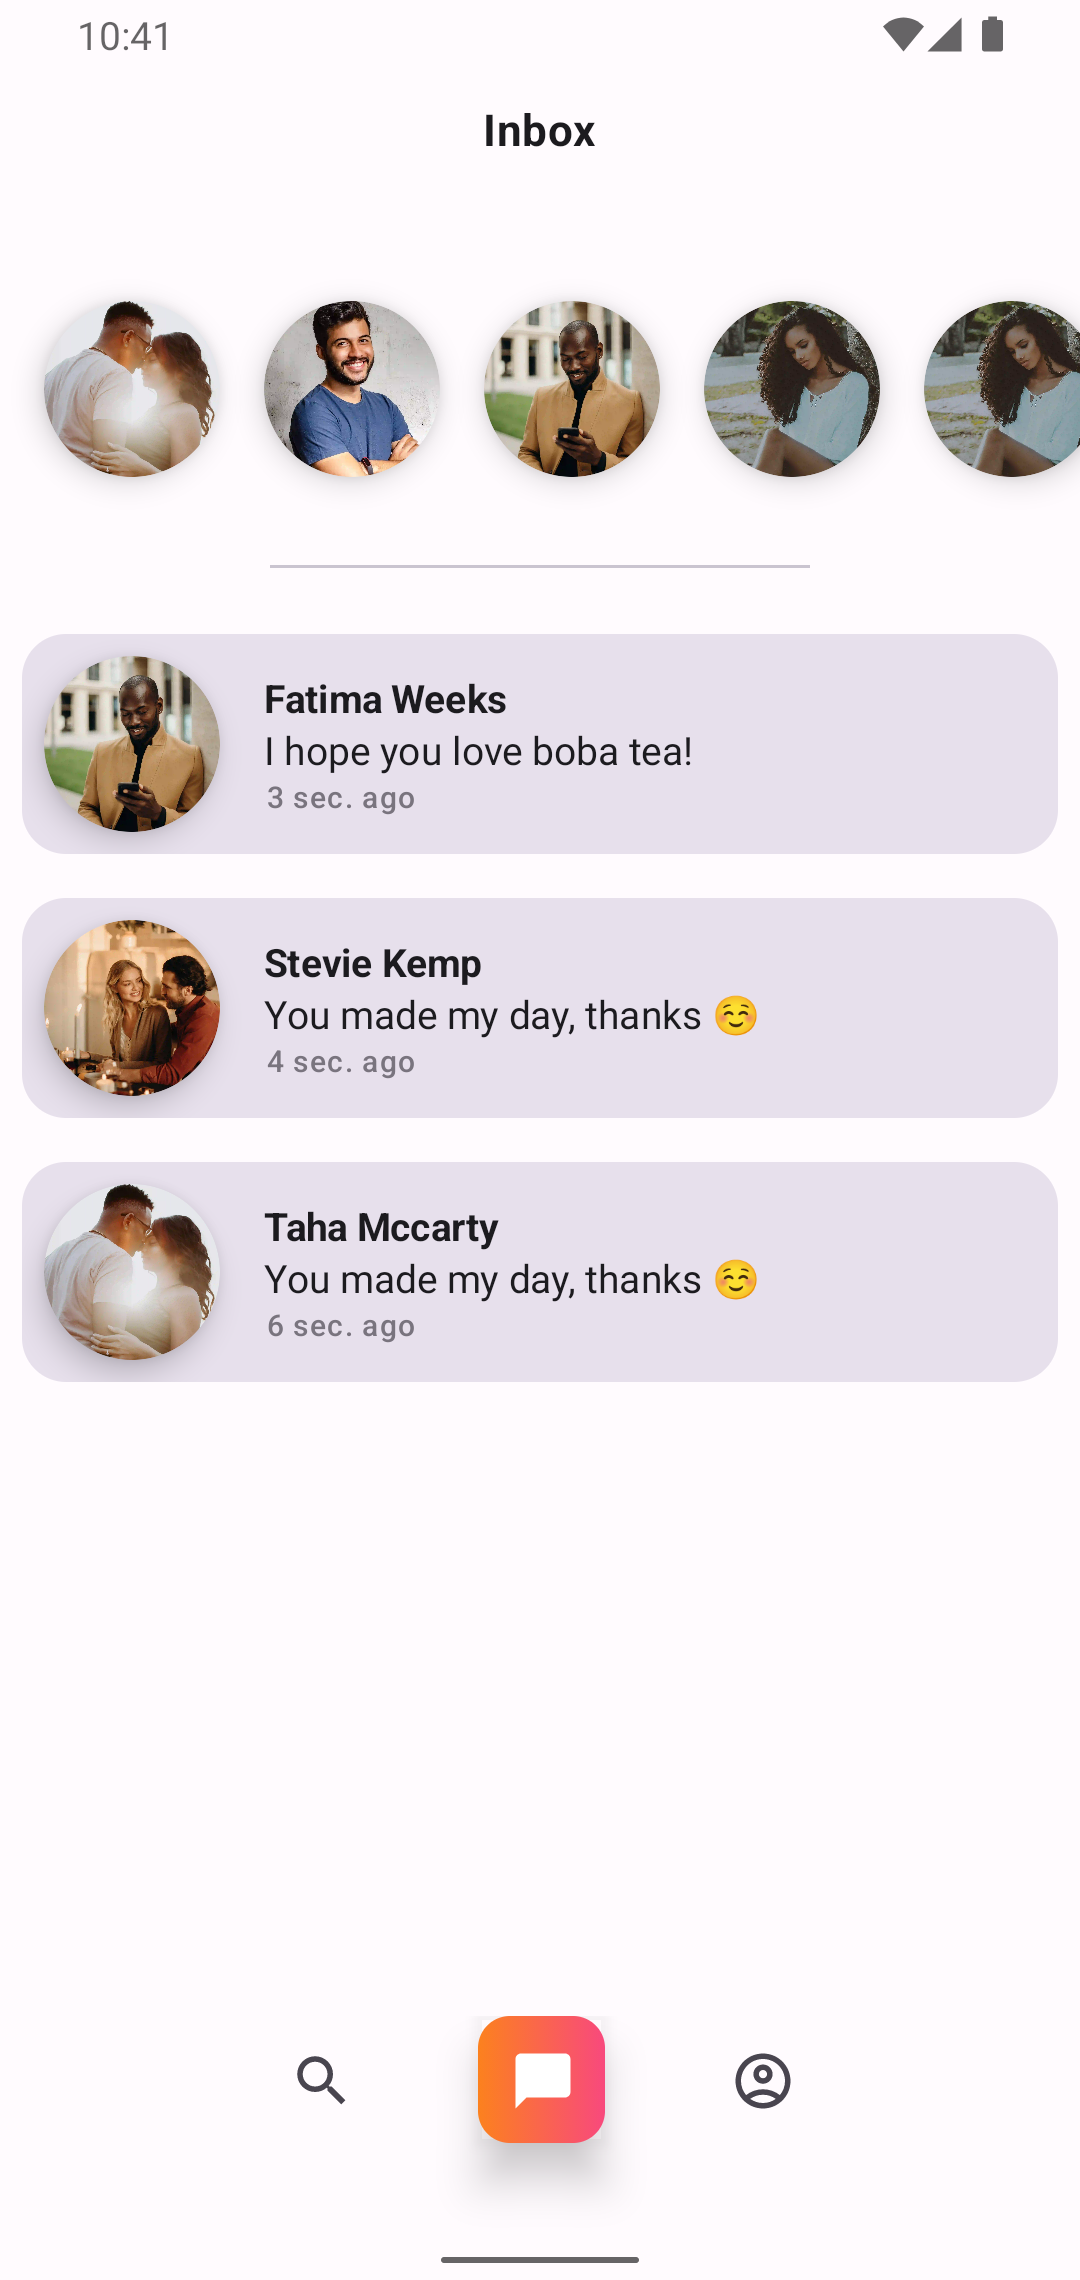 10:41
Inbox
Fatima Weeks
I hope you love boba tea!
3 sec. ago
Stevie Kemp
You made my day, thanks ☺️
4 sec. ago
Taha Mccarty
You made my day, thanks ☺️
6 sec. ago